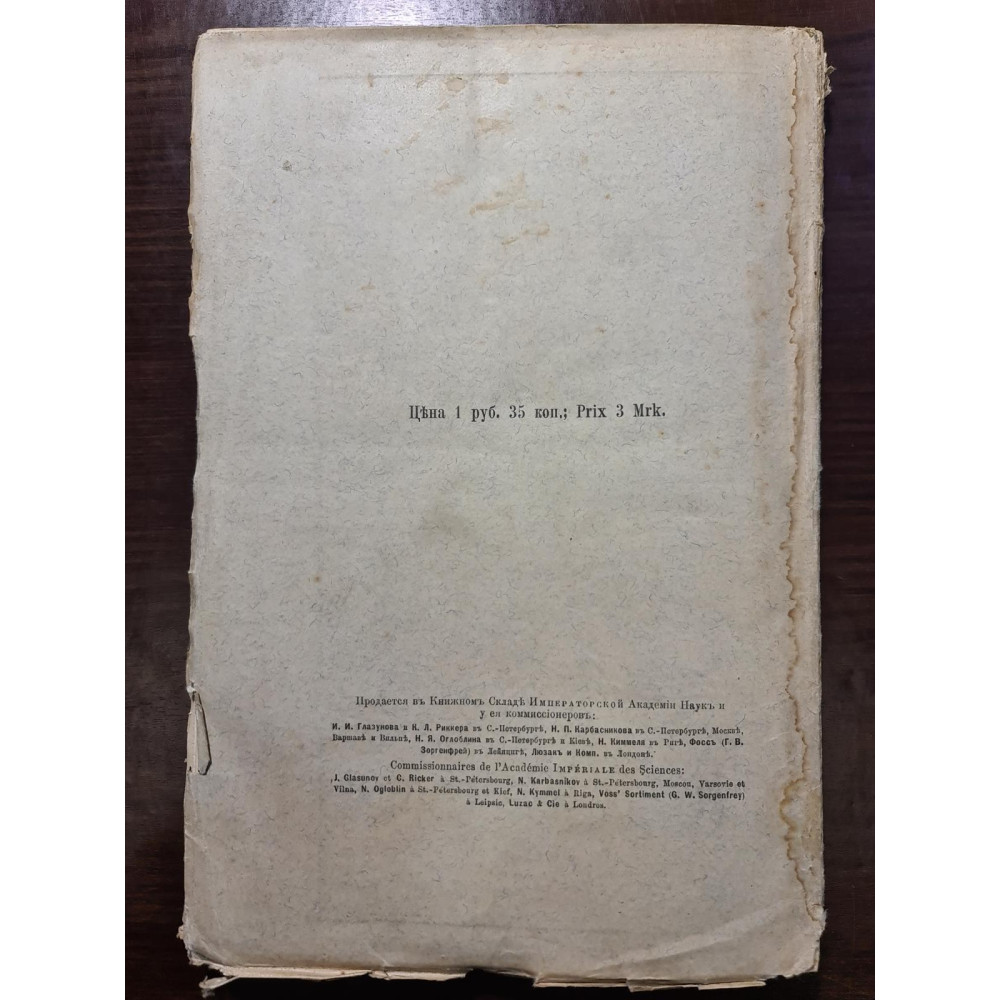 Цѣна 1 руб. 35 коп.; Prix 3 Mrk.
Продается въ Книжномъ Складѣ Императорской Академіи Наукъ и
у ея коммиссіонеровъ:
И. И. Глазунова и К. Л. Риккера въ С.-Петербургѣ, Н. П. Карбасникова въ С.-Петербургѣ, Москвѣ,
Варшавѣ и Вильнѣ, Н. Я. Оглоблина въ С.-Петербургѣ и Кіевѣ, Н. Киммеля въ Ригѣ, Фоссъ (Г. В.
Зоргенфрей) въ Лейпцигѣ, Люзакъ и Комп. въ Лондонѣ.
Commissionnaires de l'Académie Impériale des Sciences:
J. Glasunov et C. Ricker à St.-Pétersbourg, N. Karbasnikov à St.-Pétersbourg, Moscou, Varsovie et
Vilna, N. Ogloblin à St.-Pétersbourg et Kief, N. Kymmel à Riga, Voss' Sortiment (G. W. Sorgenfrey)
à Leipsic, Luzac & Cie à Londres.